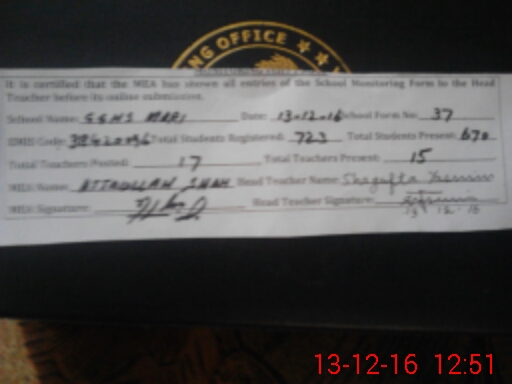 NG OFFICE
It is certified that the MEA has shown all entries of the School Monitoring Form to the Head
Teacher before its online submission.
School Name: GGHS MARI Date: 13-12-16 School Form No: 37
EMIS Code: Total Students Registered: 723 Total Students Present: 670
Total Teachers Posted: 17 Total Teachers Present: 15
MEA Name: ATTAULLAH SHAH Head Teacher Name: Shagufta
MEA Signature: Head Teacher Signature:
13-12-16 12:51